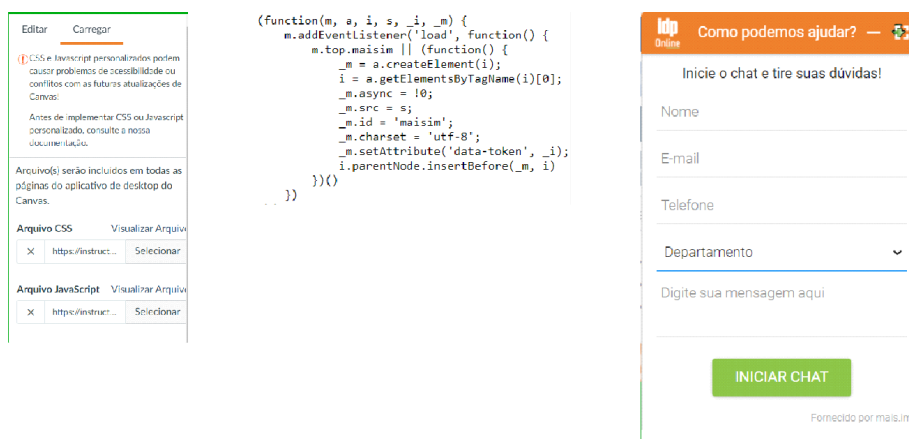 Editar Carregar
CSS e Javascript personalizados podem
causar problemas de acessibilidade ou
conflitos com as futuras atualizações de
Canvas!
Antes de implementar CSS ou Javascript
personalizado, consulte a nossa
documentação.
Arquivo(s) serão incluídos em todas as
páginas do aplicativo de desktop do
Canvas.
Arquivo CSS Visualizar Arquiv
× https://instruct... Selecionar
Arquivo JavaScript Visualizar Arquiv
× https://instruct... Selecionar
(function(m, a, i, s, _i, _m) {
m.addEventListener('load', function() {
m.top.maisim || (function() {
_m = a.createElement(i);
i = a.getElementsByTagName(i)[0];
_m.async = !0;
_m.src = s;
_m.id = 'maisim';
_m.charset = 'utf-8';
_m.setAttribute('data-token', _i);
i.parentNode.insertBefore(_m, i)
})()
})
Idp
Online
Como podemos ajudar?
Inicie o chat e tire suas dúvidas!
Nome
E-mail
Telefone
Departamento
Digite sua mensagem aqui
INICIAR CHAT
Fornecido por mais.im